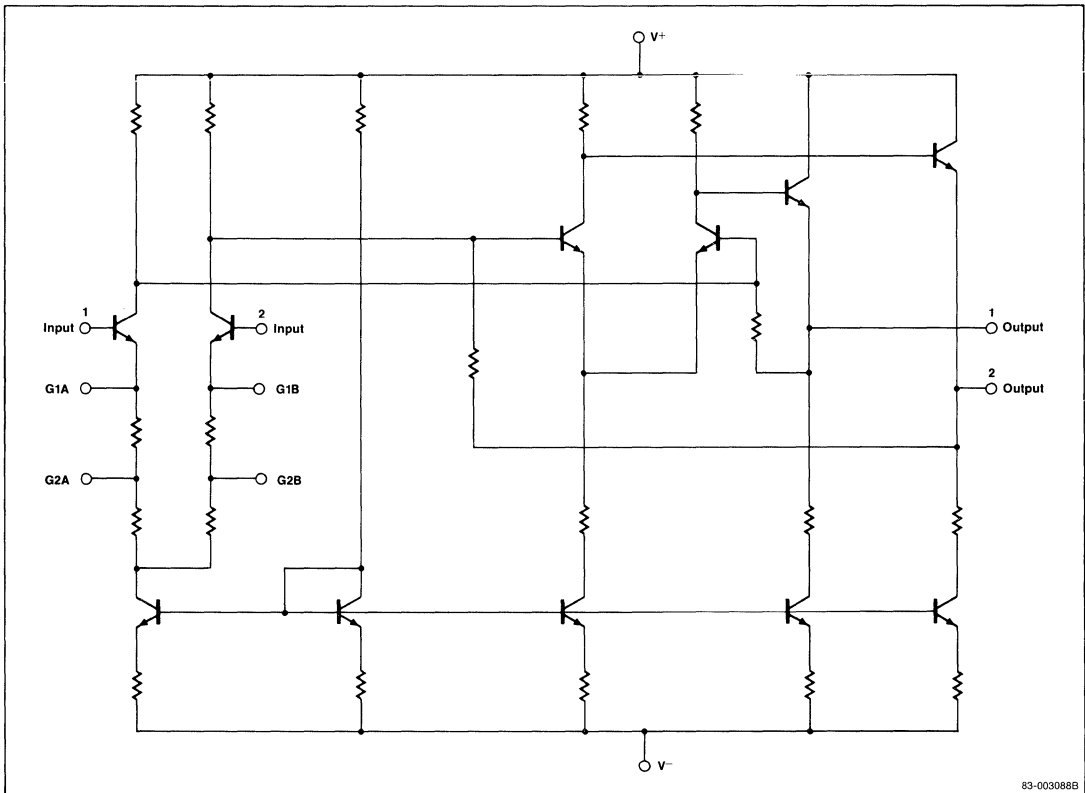 V+
1
Input
2
Input
1
Output
2
Output
G1A
G1B
G2A
G2B
V−
83-003088B